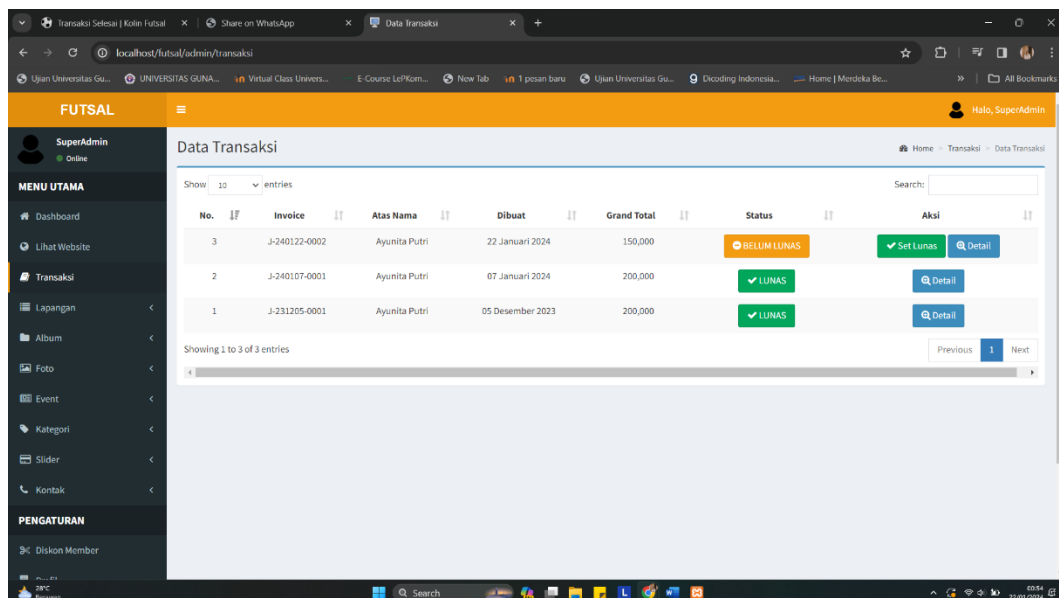 Transaksi Selesai | Kolin Futsal
Share on WhatsApp
Data Transaksi
localhost/futsal/admin/transaksi
Ujian Universitas Gu... UNIVERSITAS GUNA... Virtual Class Univers... E-Course LePKom... New Tab 1 pesan baru Ujian Universitas Gu... Dicoding Indonesia... Home | Merdeka Be... » All Bookmarks
FUTSAL
Halo, SuperAdmin
SuperAdmin
Online
MENU UTAMA
Dashboard
Lihat Website
Transaksi
Lapangan
Album
Foto
Event
Kategori
Slider
Kontak
PENGATURAN
Diskon Member
Data Transaksi
Home > Transaksi > Data Transaksi
Show 10 entries
Search:
No. Invoice Atas Nama Dibuat Grand Total Status Aksi
3 J-240122-0002 Ayunita Putri 22 Januari 2024 150,000 BELUM LUNAS Set Lunas Detail
2 J-240107-0001 Ayunita Putri 07 Januari 2024 200,000 LUNAS Detail
1 J-231205-0001 Ayunita Putri 05 Desember 2023 200,000 LUNAS Detail
Showing 1 to 3 of 3 entries
Previous 1 Next
28°C
Search
00:54
22/01/2024